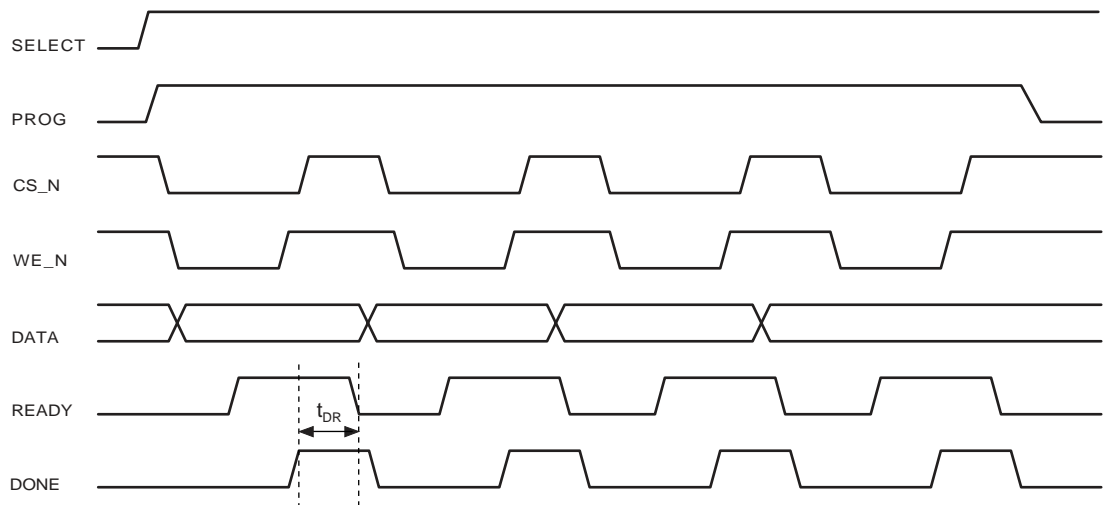 SELECT
PROG
CS_N
WE_N
DATA
READY
tDR
DONE